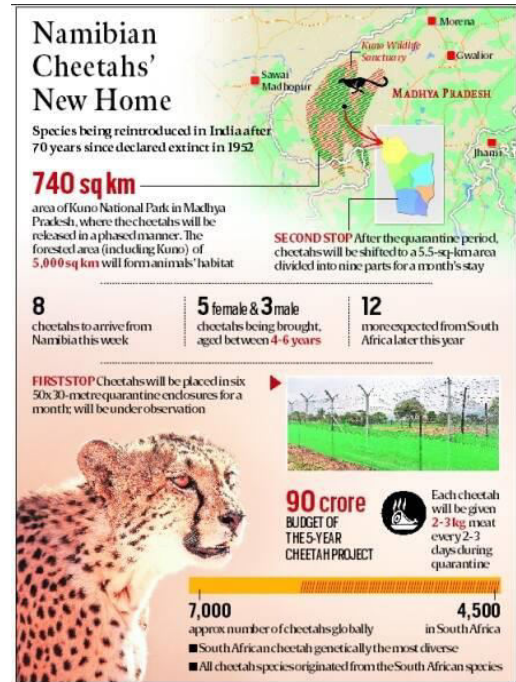 Namibian
Cheetahs'
New Home
Species being reintroduced in India after
70 years since declared extinct in 1952
Morena
Kuno Wildlife
Sanctuary
Gwalior
Sawai
Madhopur
MADHYA PRADESH
Jhansi
740 sq km
area of Kuno National Park in Madhya
Pradesh, where the cheetahs will be
released in a phased manner. The
forested area (including Kuno) of
5,000 sq km will form animals' habitat
SECOND STOP After the quarantine period,
cheetahs will be shifted to a 5.5-sq-km area
divided into nine parts for a month's stay
8
cheetahs to arrive from
Namibia this week
5 female & 3 male
cheetahs being brought,
aged between 4-6 years
12
more expected from South
Africa later this year
FIRST STOP Cheetahs will be placed in six
50x30-metre quarantine enclosures for a
month; will be under observation
90 crore
BUDGET OF
THE 5-YEAR
CHEETAH PROJECT
Each cheetah
will be given
2-3 kg meat
every 2-3
days during
quarantine
7,000
approx number of cheetahs globally
4,500
in South Africa
■ South African cheetah genetically the most diverse
■ All cheetah species originated from the South African species